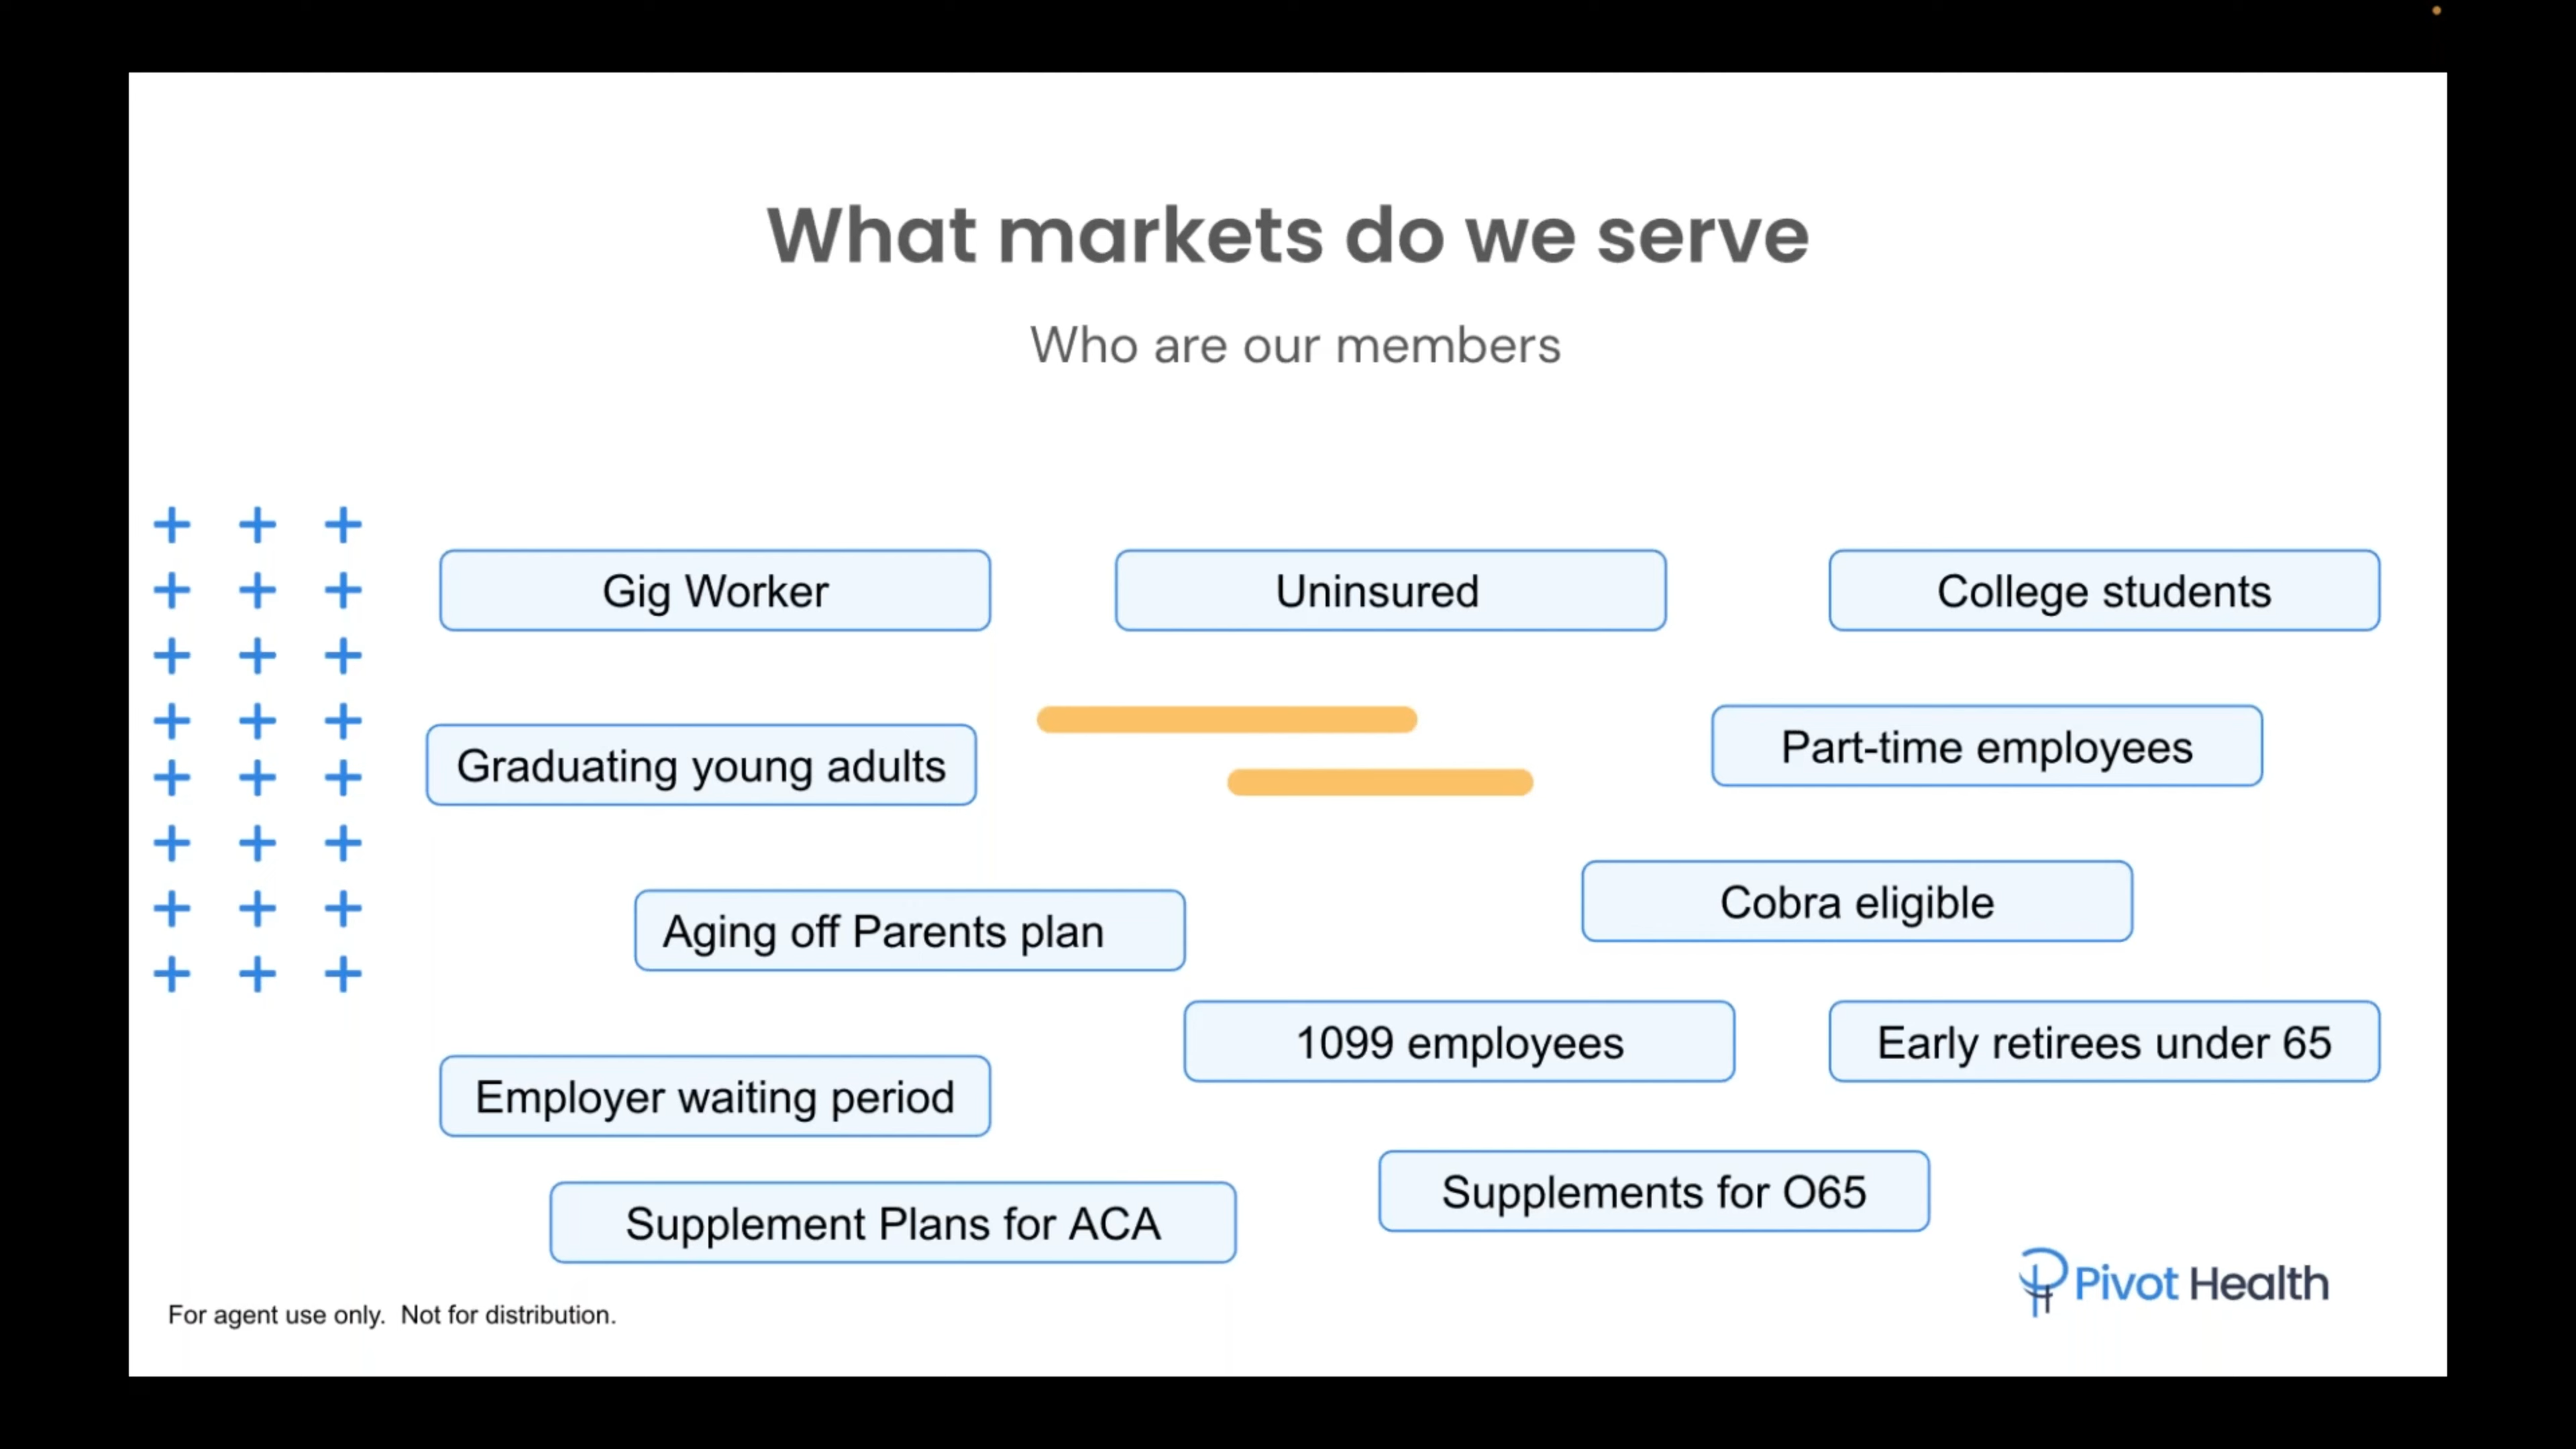 What markets do we serve
Who are our members
Gig Worker
Uninsured
College students
Graduating young adults
Part-time employees
Aging off Parents plan
Cobra eligible
1099 employees
Early retirees under 65
Employer waiting period
Supplement Plans for ACA
Supplements for O65
Pivot Health
For agent use only.  Not for distribution.